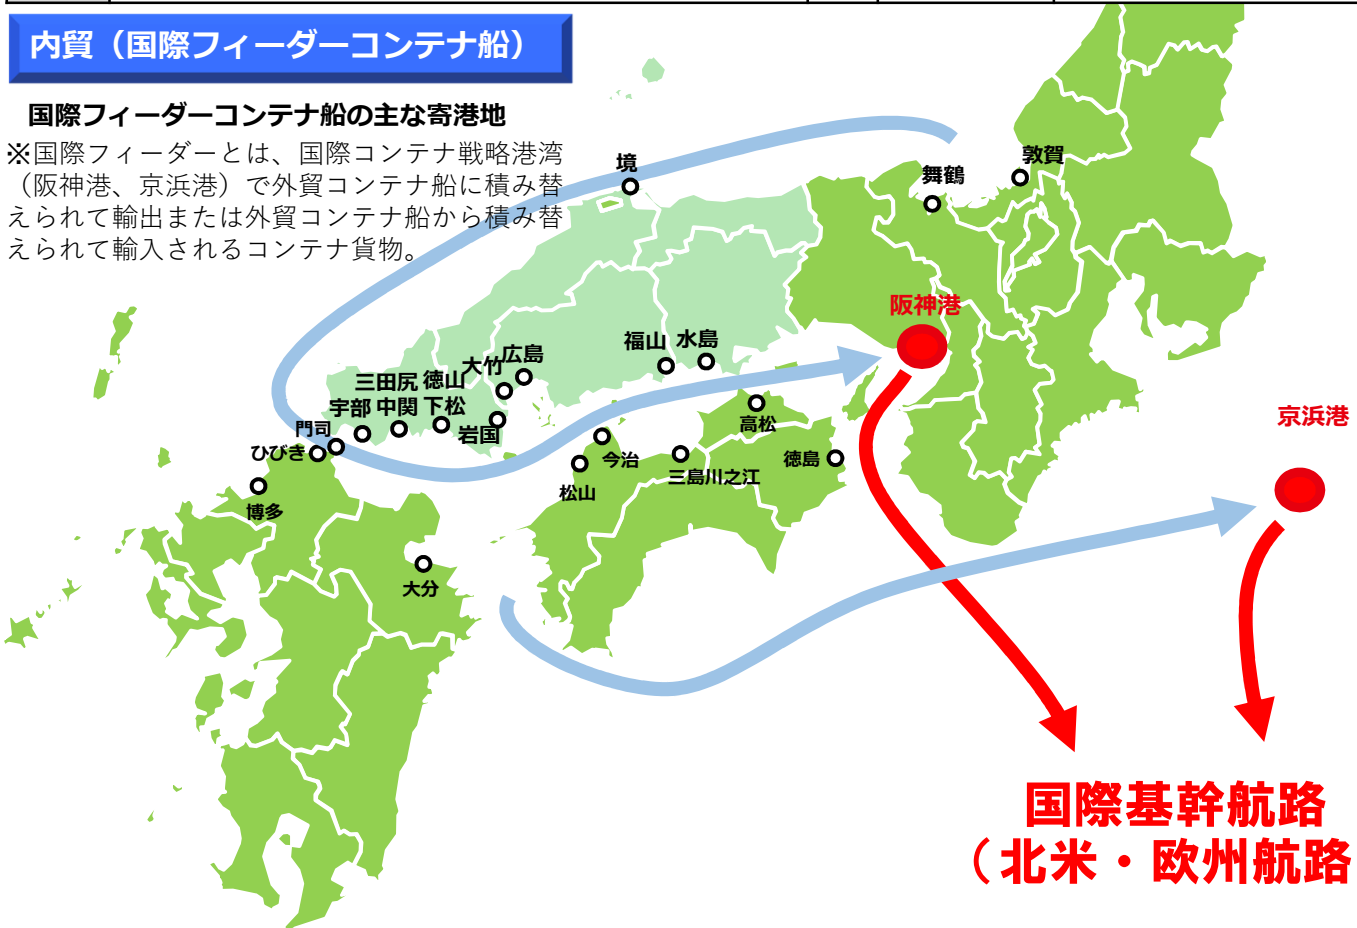 内貿（国際フィーダーコンテナ船）
国際フィーダーコンテナ船の主な寄港地
※国際フィーダーとは、国際コンテナ戦略港湾
（阪神港、京浜港）で外貿コンテナ船に積み替
えられて輸出または外貿コンテナ船から積み替
えられて輸入されるコンテナ貨物。
境
舞鶴
敦賀
阪神港
福山
水島
大竹
広島
三田尻
中関
徳山
下松
宇部
岩国
門司
ひびき
博多
大分
今治
松山
三島川之江
高松
徳島
京浜港
国際基幹航路
（北米・欧州航路